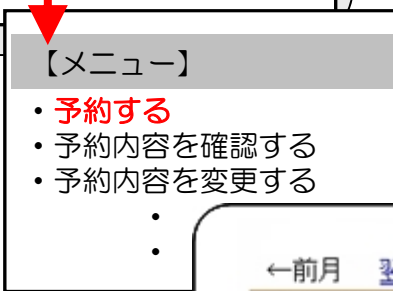 【メニュー】
・予約する
・予約内容を確認する
・予約内容を変更する
・
・
←前月